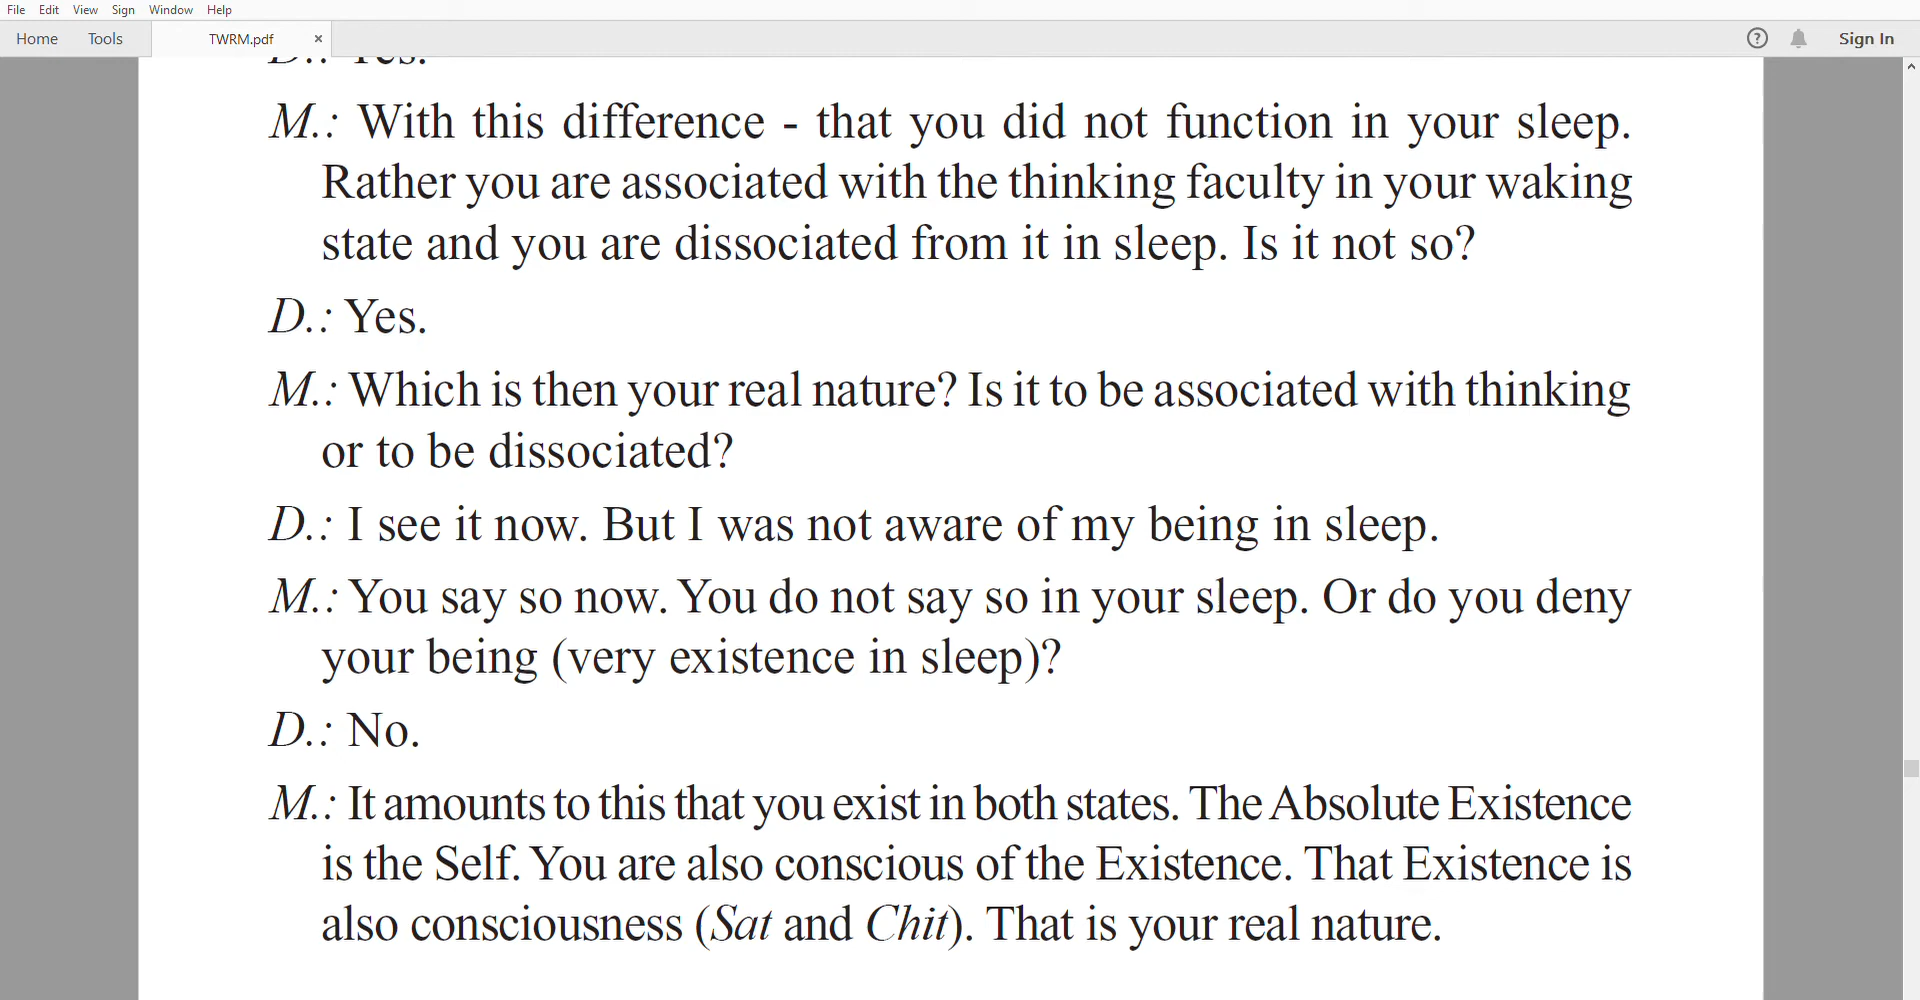 File Edit View Sign Window Help
Home Tools TWRM.pdf × ? Sign In
D.: Yes.
M.: With this difference - that you did not function in your sleep.
Rather you are associated with the thinking faculty in your waking
state and you are dissociated from it in sleep. Is it not so?
D.: Yes.
M.: Which is then your real nature? Is it to be associated with thinking
or to be dissociated?
D.: I see it now. But I was not aware of my being in sleep.
M.: You say so now. You do not say so in your sleep. Or do you deny
your being (very existence in sleep)?
D.: No.
M.: It amounts to this that you exist in both states. The Absolute Existence
is the Self. You are also conscious of the Existence. That Existence is
also consciousness (Sat and Chit). That is your real nature.